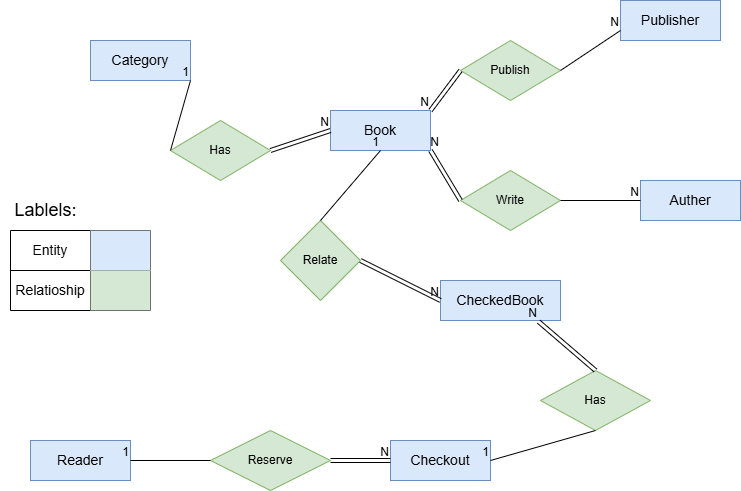 Publisher
N
Category
1
Publish
N
N
Has
Book
1
N
Write
N
Auther
Lablels:
Entity
Relatioship
Relate
N
CheckedBook
N
Has
Reader
1
Reserve
N
Checkout
1